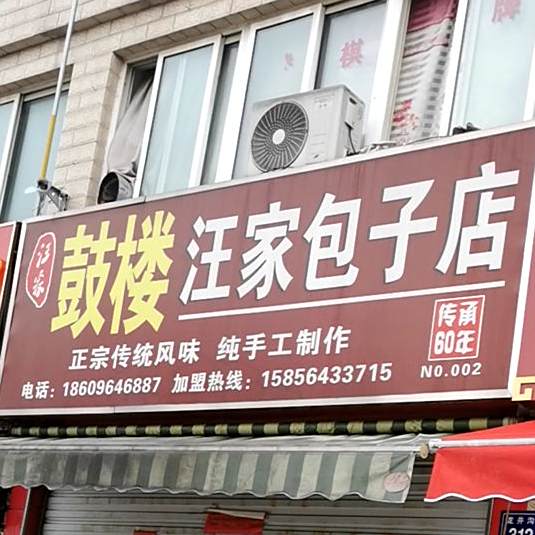 汪家
鼓楼 汪家包子店
正宗传统风味 纯手工制作
传承
60年
电话：18609646887 加盟热线：15856433715
NO.002